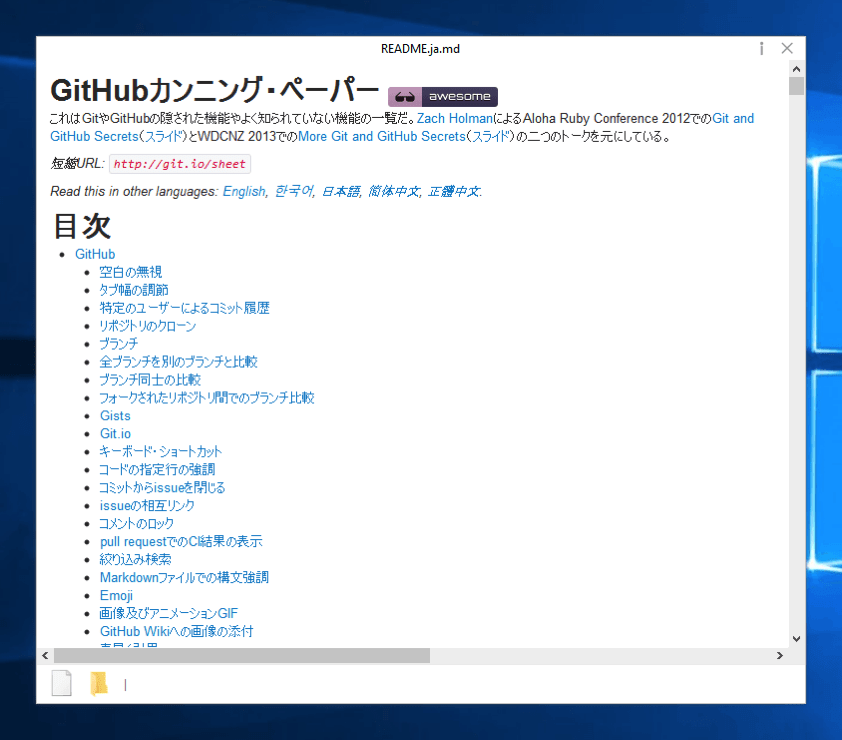 README.ja.md
GitHubカンニング・ペーパー awesome
これはGitやGitHubの隠された機能やよく知られていない機能の一覧だ。Zach HolmanによるAloha Ruby Conference 2012でのGit and
GitHub Secrets（スライド）とWDCNZ 2013でのMore Git and GitHub Secrets（スライド）の二つのトークを元にしている。
短縮URL: http://git.io/sheet
Read this in other languages: English, 한국어, 日本語, 简体中文, 正體中文.
目次
GitHub
空白の無視
タブ幅の調節
特定のユーザーによるコミット履歴
リポジトリのクローン
ブランチ
全ブランチを別のブランチと比較
ブランチ同士の比較
フォークされたリポジトリ間でのブランチ比較
Gists
Git.io
キーボード・ショートカット
コードの指定行の強調
コミットからissueを閉じる
issueの相互リンク
コメントのロック
pull requestでのCI結果の表示
絞り込み検索
Markdownファイルでの構文強調
Emoji
画像及びアニメーションGIF
GitHub Wikiへの画像の添付